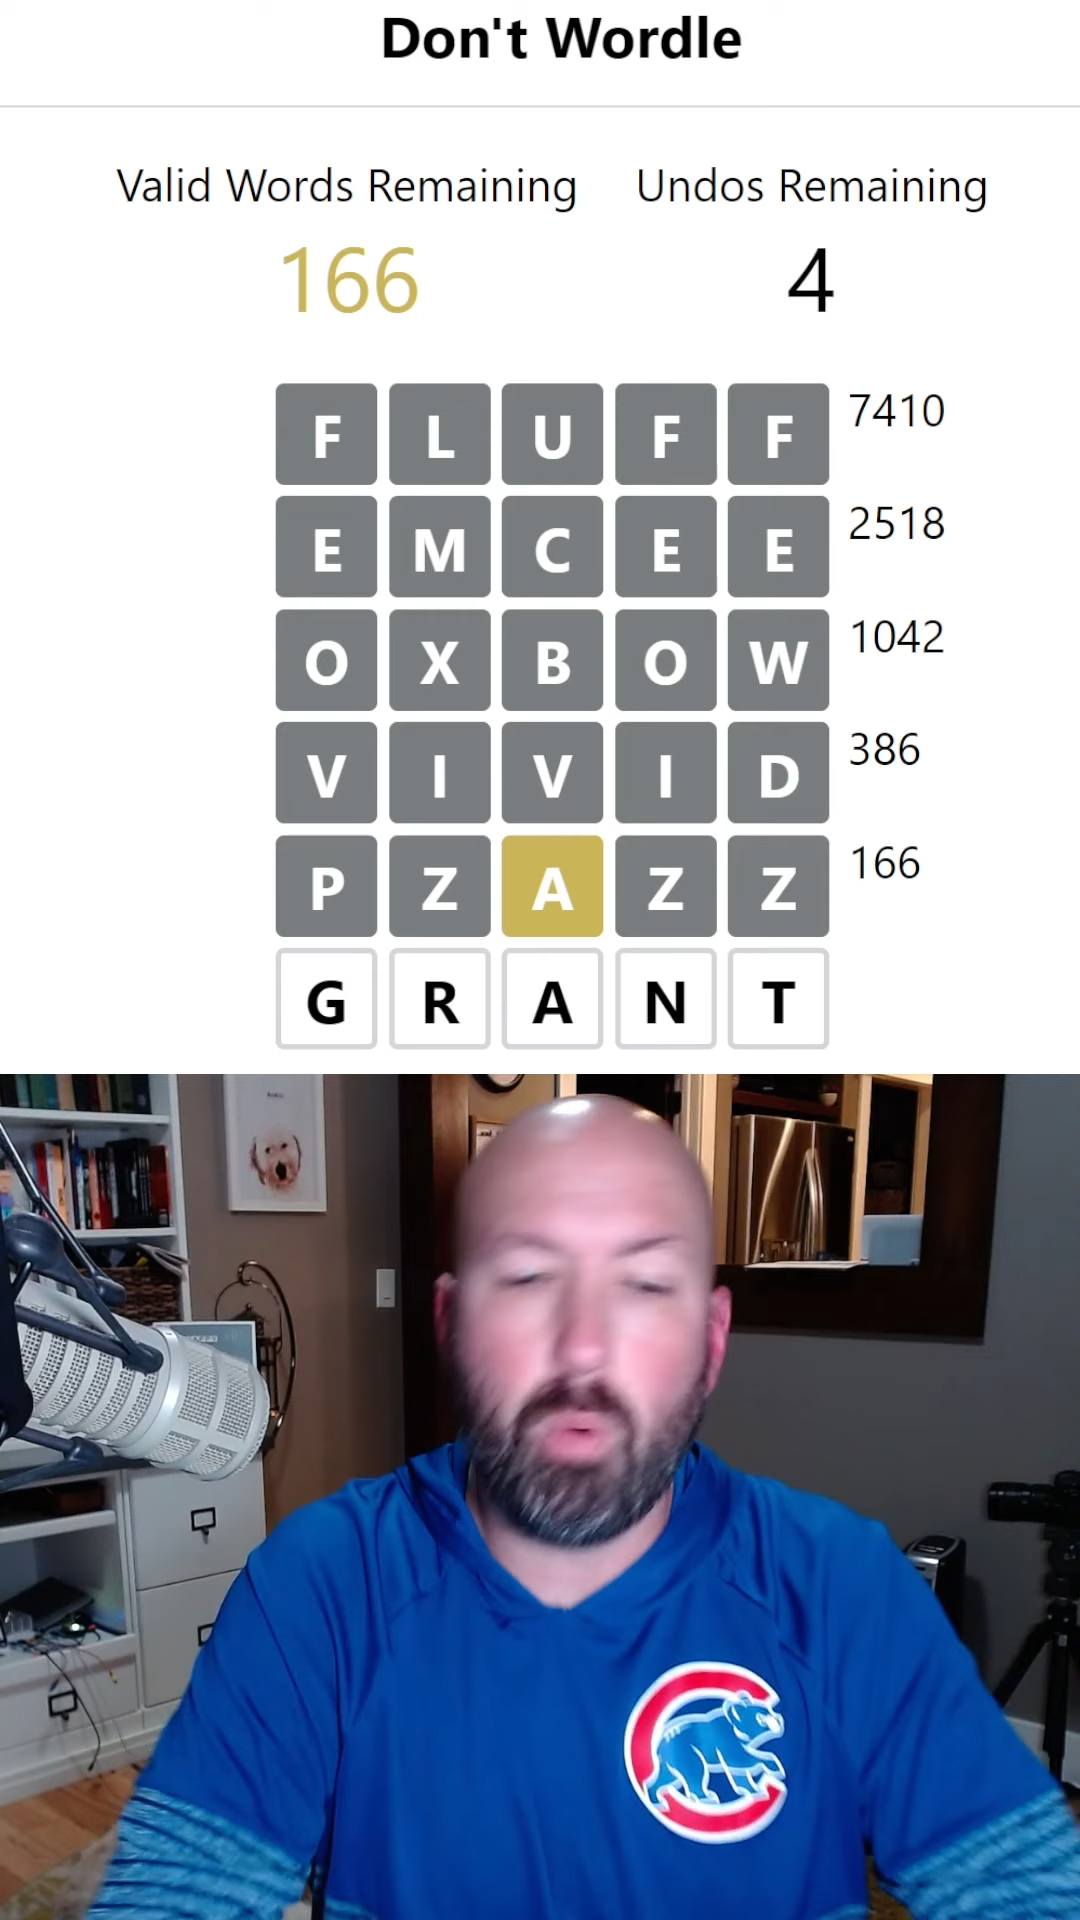 Don't Wordle
Valid Words Remaining Undos Remaining
166 4
FLUFF 7410
EMCEE 2518
OXBOW 1042
VIVID 386
PZAZZ 166
GRANT